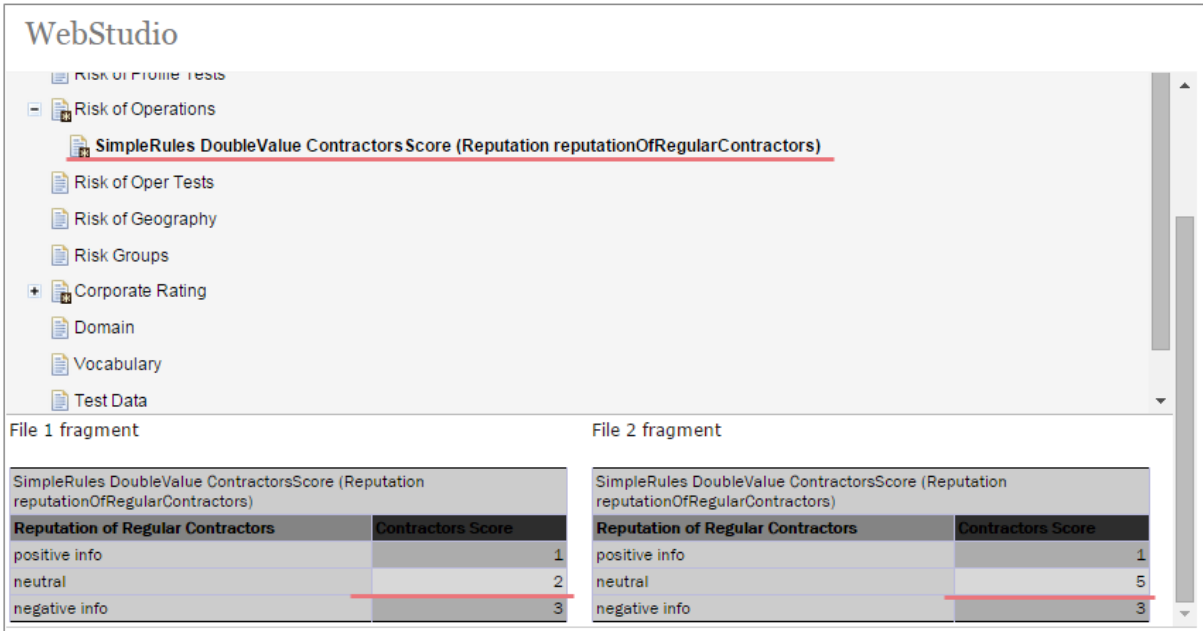 WebStudio
Risk of Profile Tests
Risk of Operations
SimpleRules DoubleValue ContractorsScore (Reputation reputationOfRegularContractors)
Risk of Oper Tests
Risk of Geography
Risk Groups
Corporate Rating
Domain
Vocabulary
Test Data
File 1 fragment
SimpleRules DoubleValue ContractorsScore (Reputation
reputationOfRegularContractors)
Reputation of Regular Contractors Contractors Score
positive info 1
neutral 2
negative info 3
File 2 fragment
SimpleRules DoubleValue ContractorsScore (Reputation
reputationOfRegularContractors)
Reputation of Regular Contractors Contractors Score
positive info 1
neutral 5
negative info 3